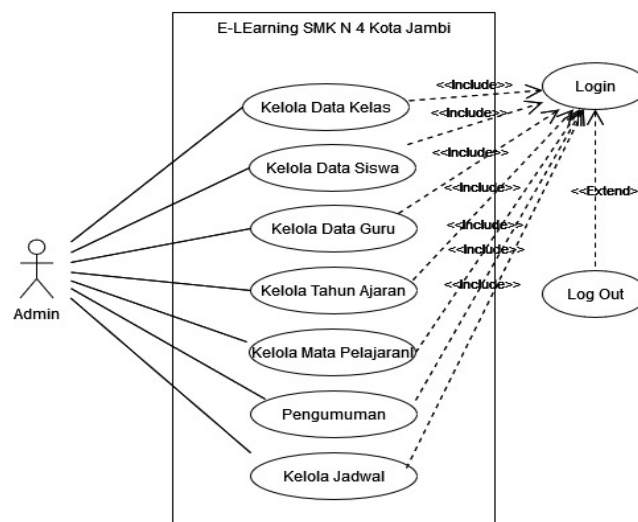 E-LEarning SMK N 4 Kota Jambi
Kelola Data Kelas
<<Include>>
Login
<<Include>>
Kelola Data Siswa
<<Include>>
<<Include>>
<<Extend>>
Kelola Data Guru
<<Include>>
<<Include>>
Kelola Tahun Ajaran
<<Include>>
Log Out
Admin
Kelola Mata Pelajaranl
Pengumuman
Kelola Jadwal